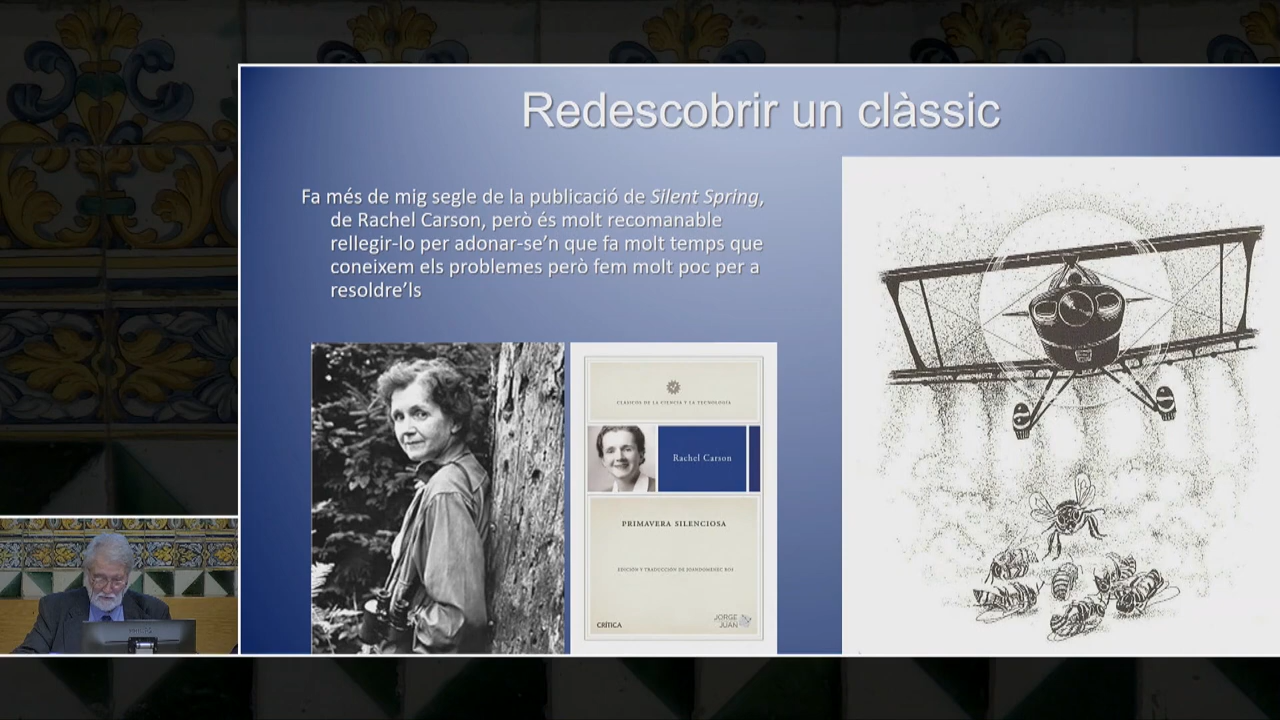 Redescobrir un clàssic
Fa més de mig segle de la publicació de Silent Spring,
de Rachel Carson, però és molt recomanable
rellegir-lo per adonar-se’n que fa molt temps que
coneixem els problemes però fem molt poc per a
resoldre’ls
CLÁSICOS DE LA CIENCIA Y LA TECNOLOGÍA
Rachel Carson
PRIMAVERA SILENCIOSA
EDICIÓN Y TRADUCCIÓN DE JOANDOMÈNEC ROS
CRÍTICA
JORGE
JUAN
PHILIPS